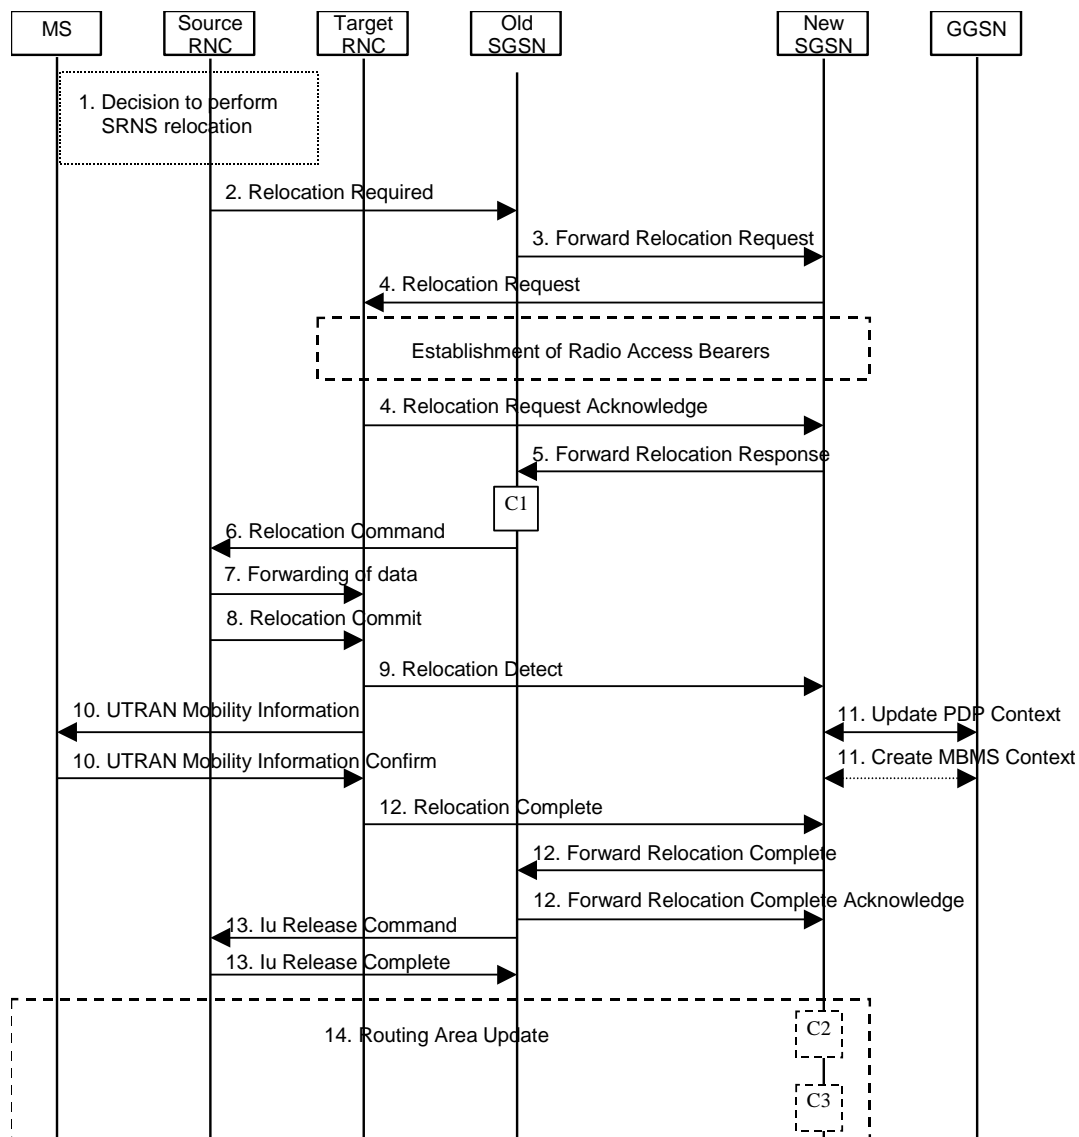 MS
Source
RNC
Target
RNC
Old
SGSN
New
SGSN
GGSN
1. Decision to perform
SRNS relocation
2. Relocation Required
3. Forward Relocation Request
4. Relocation Request
Establishment of Radio Access Bearers
4. Relocation Request Acknowledge
5. Forward Relocation Response
C1
6. Relocation Command
7. Forwarding of data
8. Relocation Commit
9. Relocation Detect
10. UTRAN Mobility Information
11. Update PDP Context
10. UTRAN Mobility Information Confirm
11. Create MBMS Context
12. Relocation Complete
12. Forward Relocation Complete
12. Forward Relocation Complete Acknowledge
13. Iu Release Command
13. Iu Release Complete
14. Routing Area Update
C2
C3